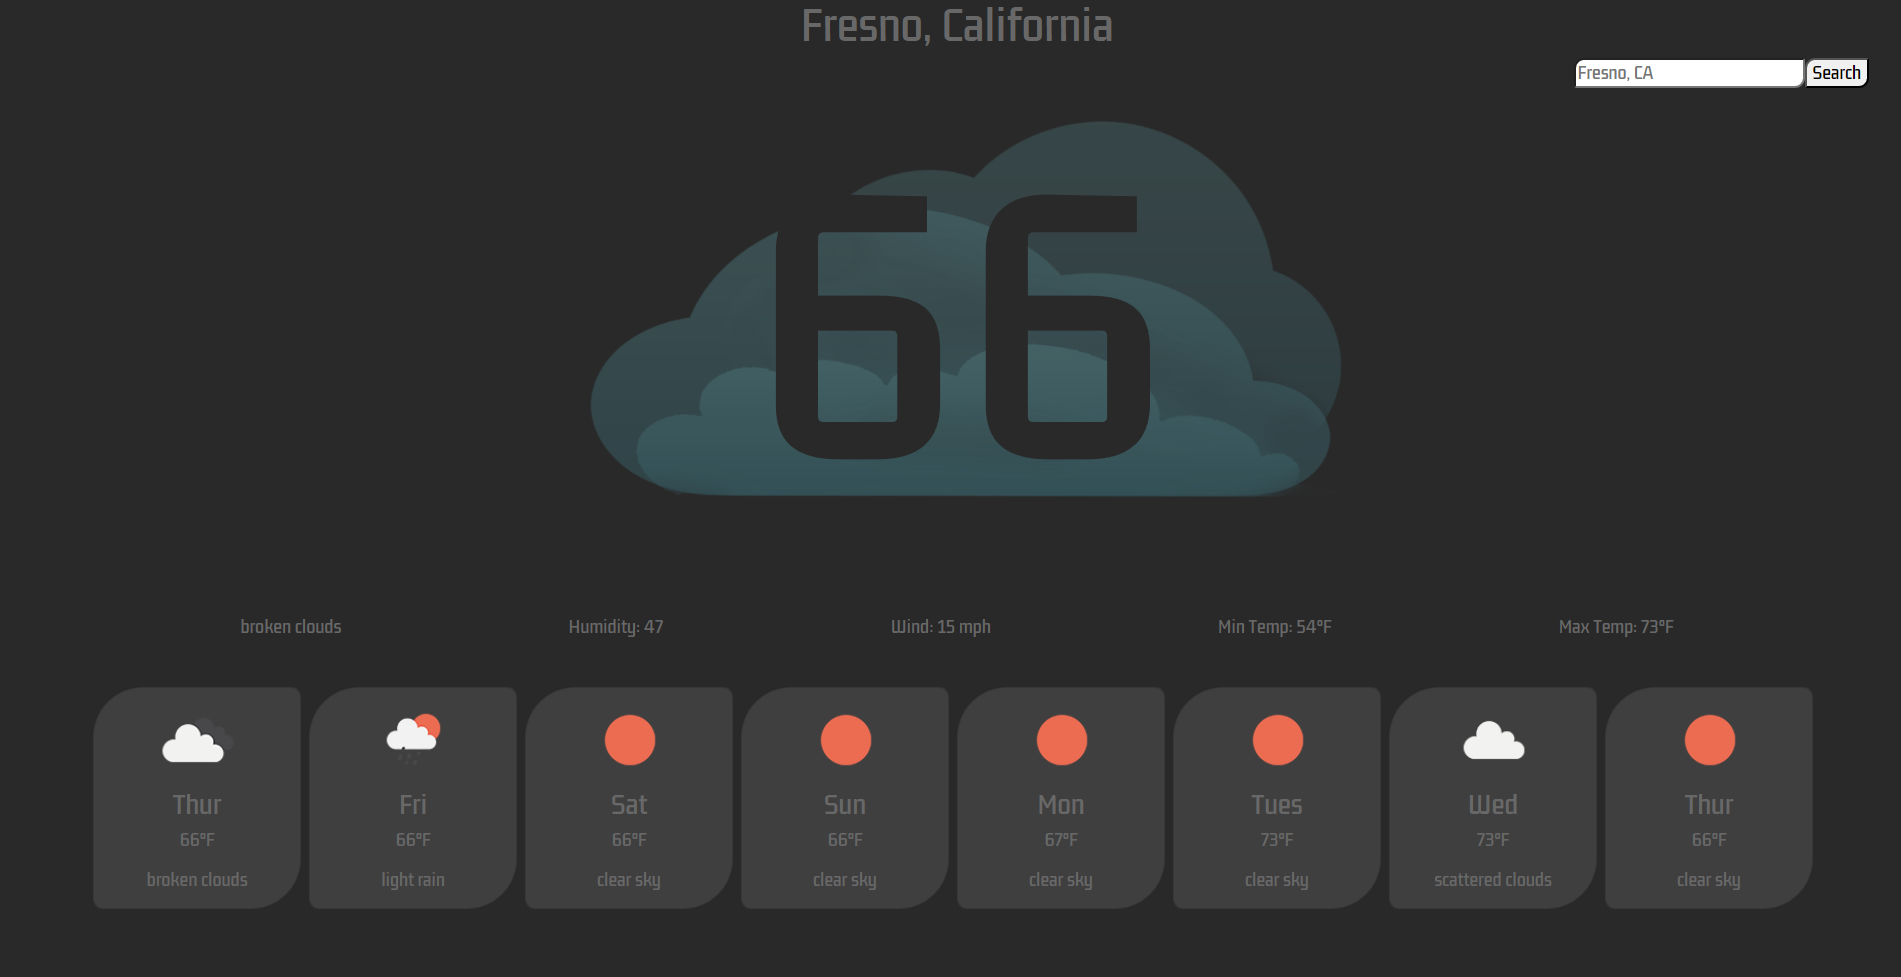 Fresno, California
Fresno, CA
Search
66
broken clouds
Humidity: 47
Wind: 15 mph
Min Temp: 54°F
Max Temp: 73°F
Thur
66°F
broken clouds
Fri
66°F
light rain
Sat
66°F
clear sky
Sun
66°F
clear sky
Mon
67°F
clear sky
Tues
73°F
clear sky
Wed
73°F
scattered clouds
Thur
66°F
clear sky